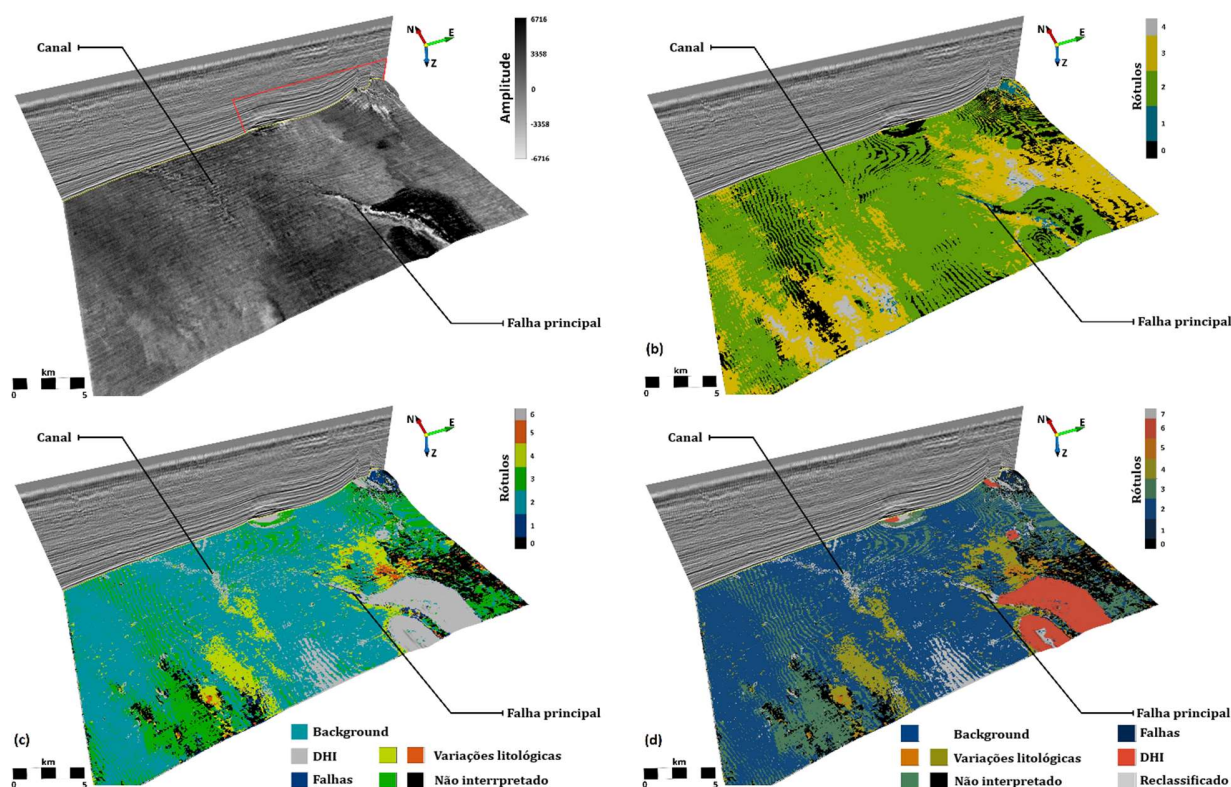 Canal
N
E
Z
Amplitude
6716
3358
0
-3358
-6716
Falha principal
km
0 5
Canal
N
E
Z
Rótulos
4
3
2
1
0
Falha principal
(b)
km
0 5
Canal
N
E
Z
Rótulos
6
5
4
3
2
1
0
Falha principal
km
0 5
(c)
Background
DHI
Variações litológicas
Falhas
Não interrpretado
Canal
N
E
Z
Rótulos
7
6
5
4
3
2
1
0
Falha principal
km
0 5
(d)
Background
Falhas
Variações litológicas
DHI
Não interpretado
Reclassificado